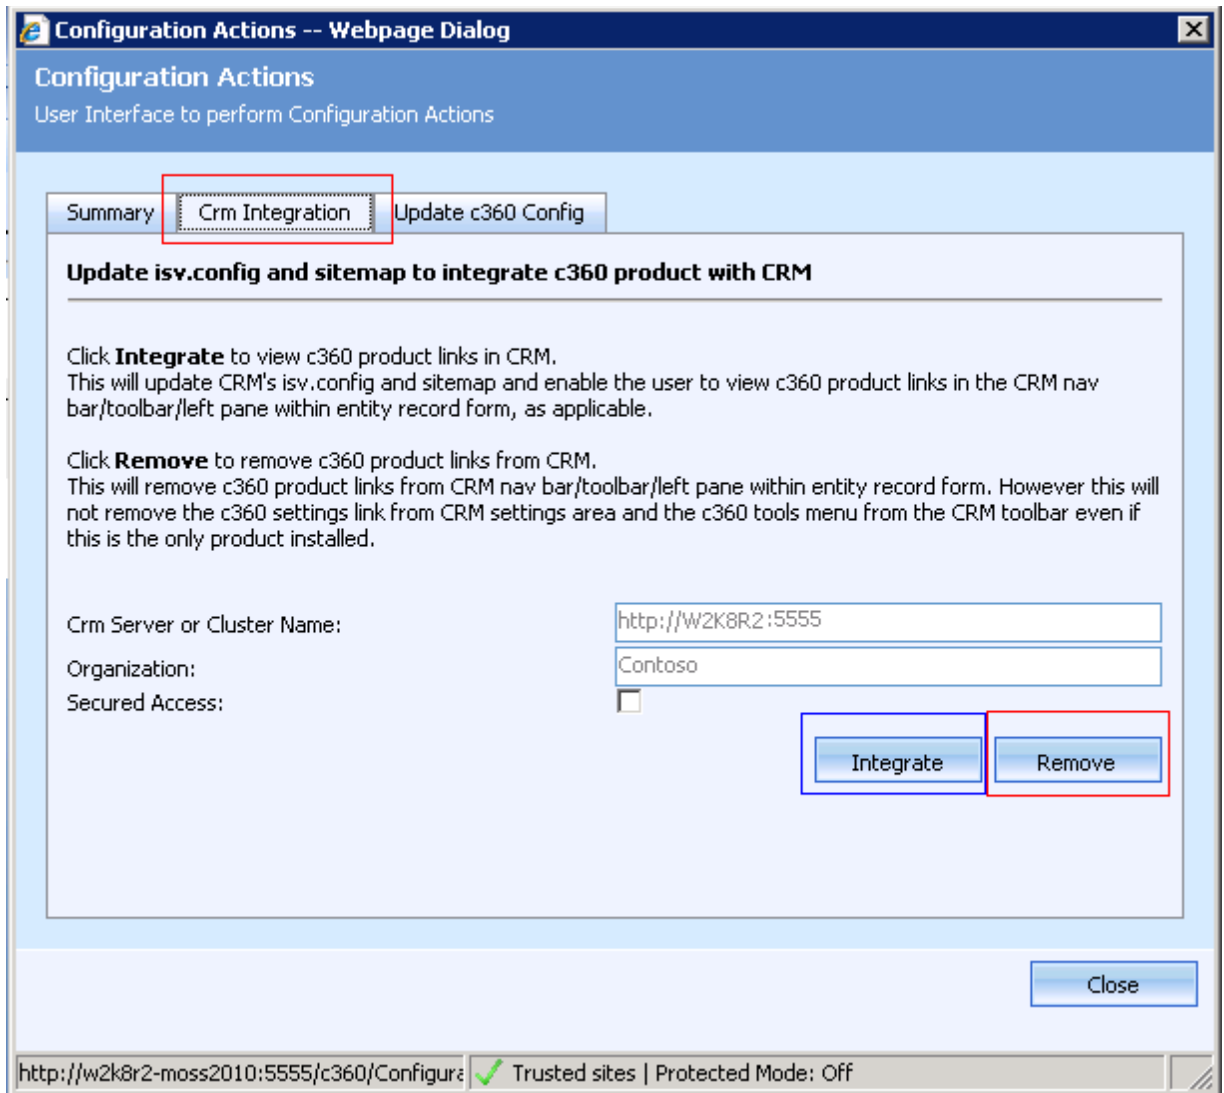 Configuration Actions -- Webpage Dialog
Configuration Actions
User Interface to perform Configuration Actions
Summary Crm Integration Update c360 Config
Update isv.config and sitemap to integrate c360 product with CRM
Click Integrate to view c360 product links in CRM.
This will update CRM's isv.config and sitemap and enable the user to view c360 product links in the CRM nav
bar/toolbar/left pane within entity record form, as applicable.
Click Remove to remove c360 product links from CRM.
This will remove c360 product links from CRM nav bar/toolbar/left pane within entity record form. However this will
not remove the c360 settings link from CRM settings area and the c360 tools menu from the CRM toolbar even if
this is the only product installed.
Crm Server or Cluster Name: http://W2K8R2:5555
Organization: Contoso
Secured Access:
Integrate Remove
Close
http://w2k8r2-moss2010:5555/c360/Configura Trusted sites | Protected Mode: Off